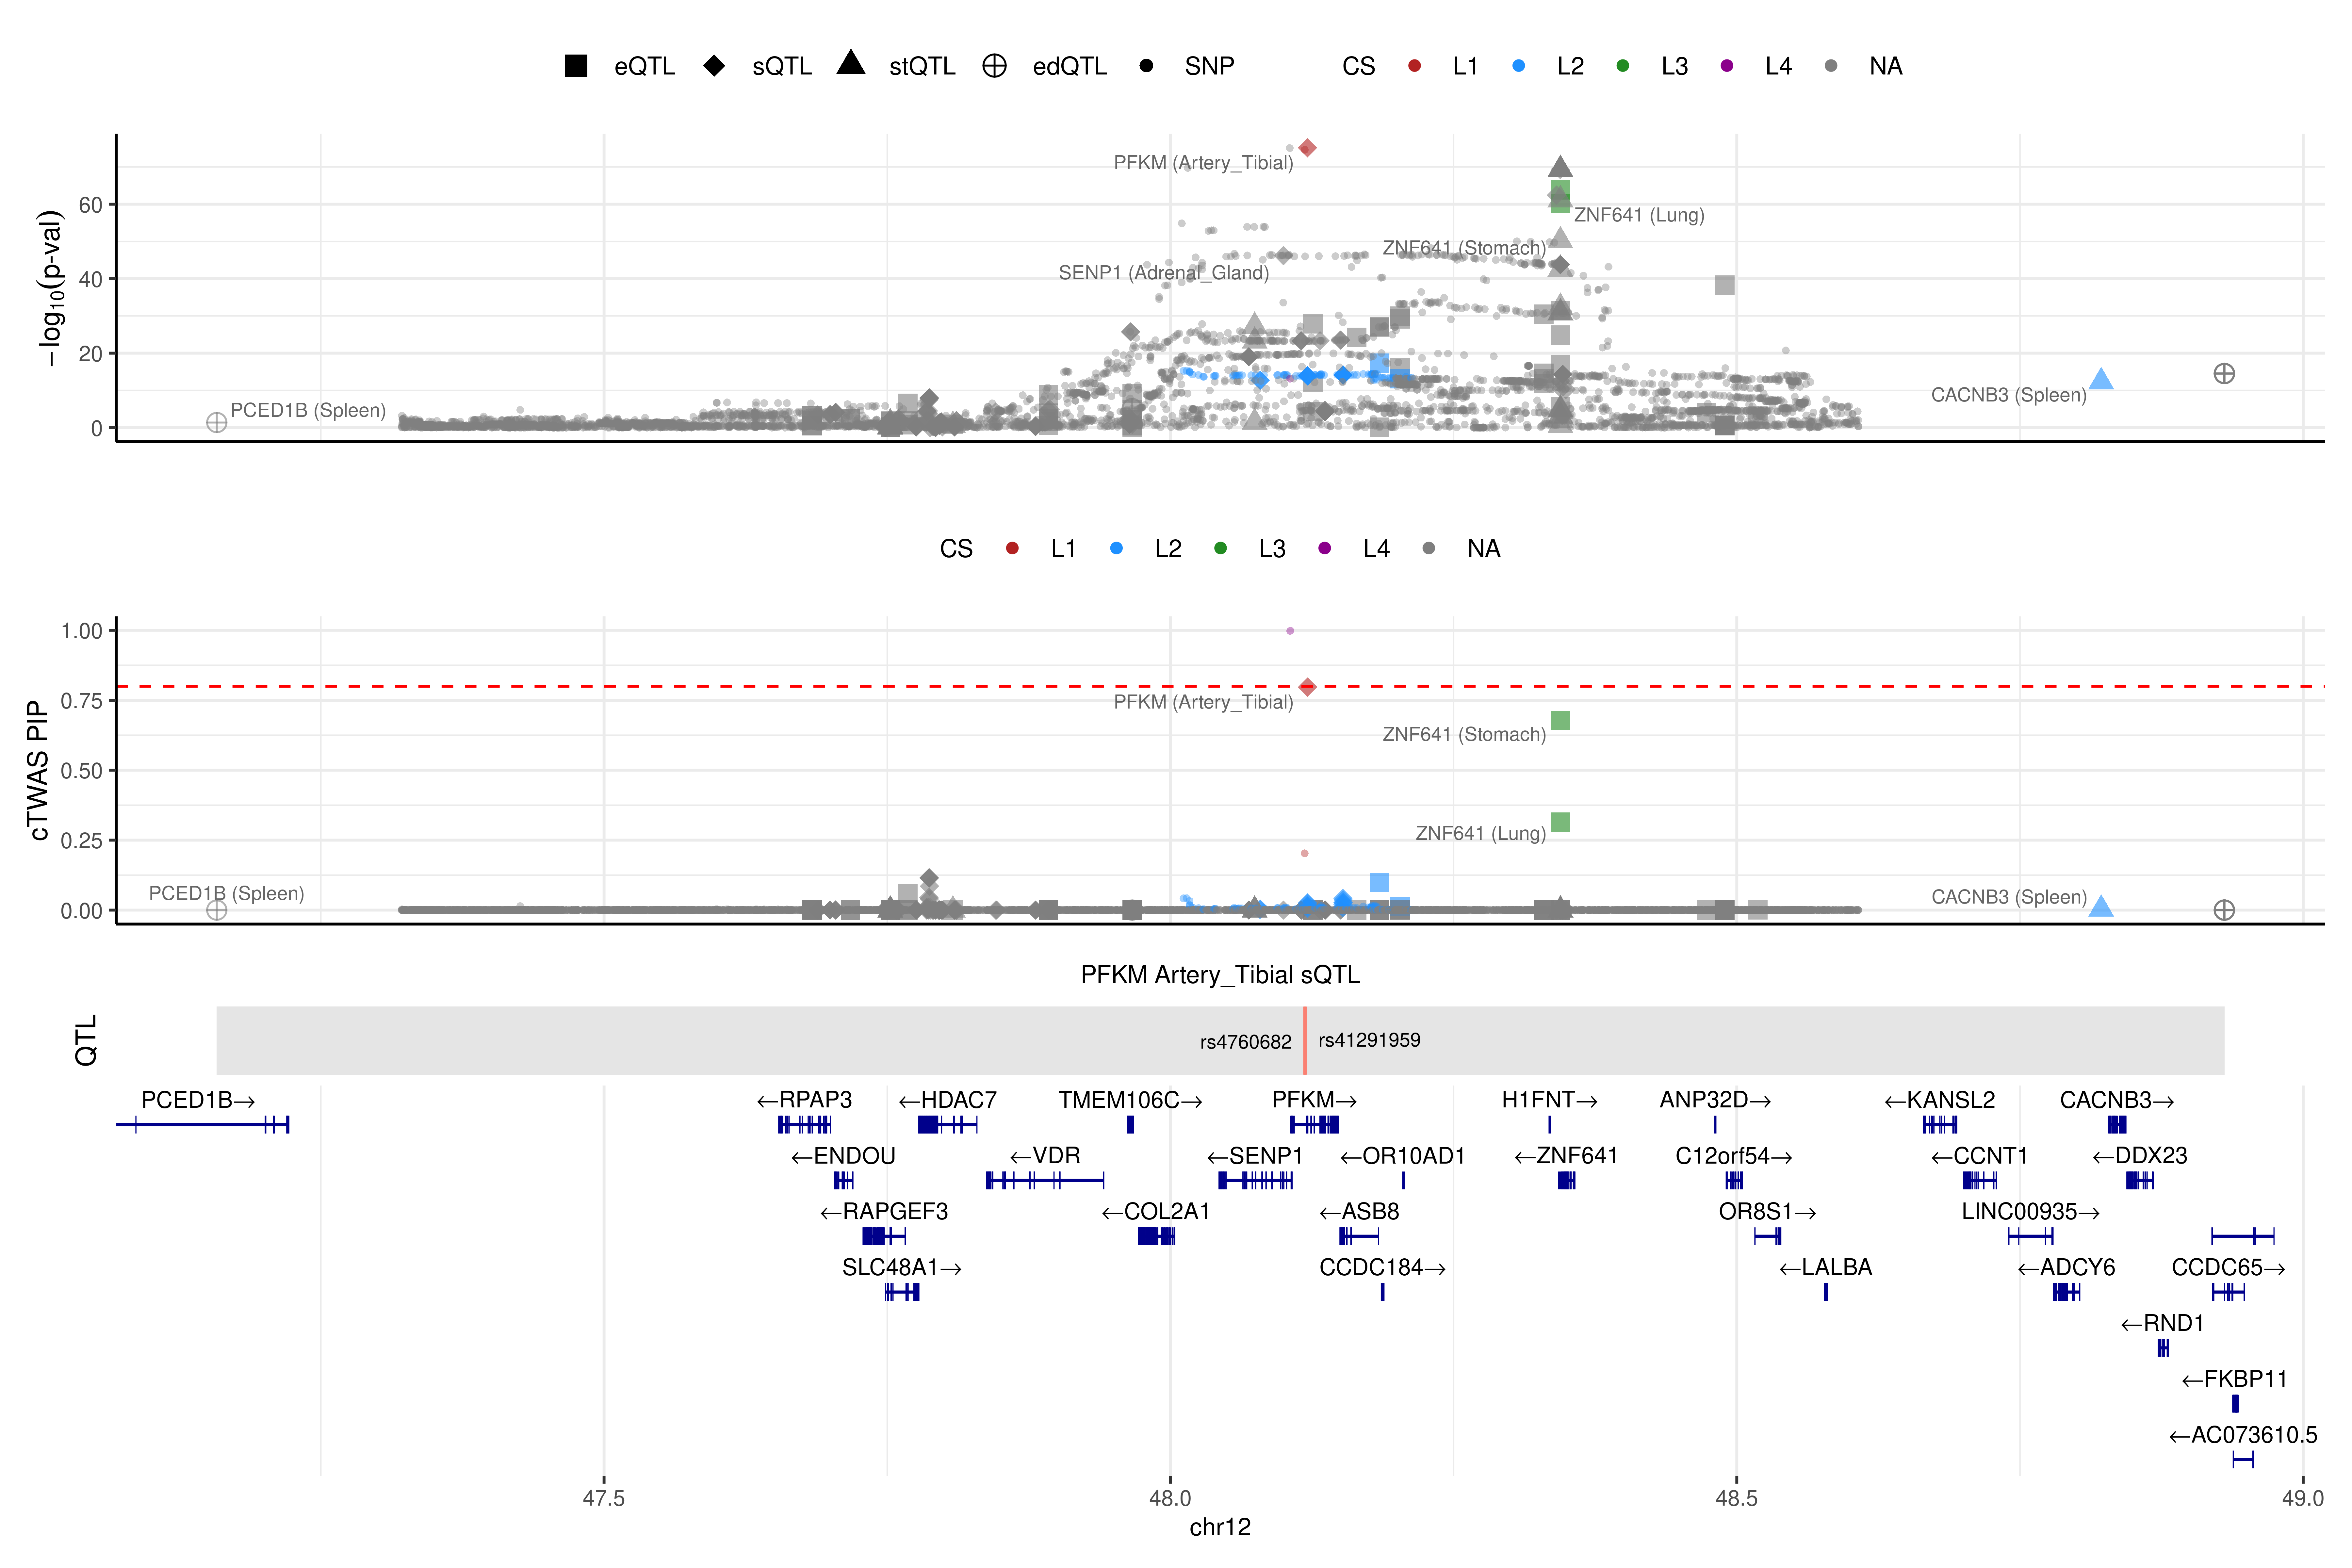 eQTL sQTL stQTL edQTL SNP CS L1 L2 L3 L4 NA
−log10(p-val)
60
40
20
0
PFKM (Artery_Tibial)
ZNF641 (Lung)
ZNF641 (Stomach)
SENP1 (Adrenal_Gland)
CACNB3 (Spleen)
PCED1B (Spleen)
CS L1 L2 L3 L4 NA
cTWAS PIP
1.00
0.75
0.50
0.25
0.00
PFKM (Artery_Tibial)
ZNF641 (Stomach)
ZNF641 (Lung)
PCED1B (Spleen)
CACNB3 (Spleen)
PFKM Artery_Tibial sQTL
QTL
rs4760682 rs41291959
PCED1B→ ←RPAP3 ←HDAC7 TMEM106C→ PFKM→ H1FNT→ ANP32D→ ←KANSL2 CACNB3→
←ENDOU ←VDR ←SENP1 ←OR10AD1 ←ZNF641 C12orf54→ ←CCNT1 ←DDX23
←RAPGEF3 ←COL2A1 ←ASB8 OR8S1→ LINC00935→
SLC48A1→ CCDC184→ ←LALBA ←ADCY6 CCDC65→
←RND1
←FKBP11
←AC073610.5
47.5 48.0 48.5 49.0
chr12